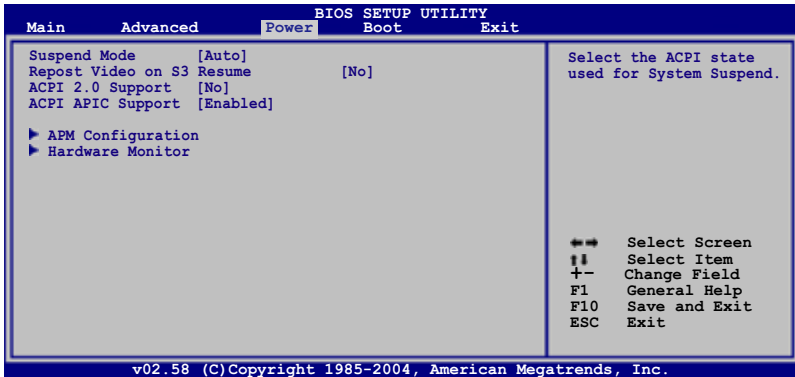 BIOS SETUP UTILITY
Main Advanced Power Boot Exit
Suspend Mode [Auto]
Repost Video on S3 Resume [No]
ACPI 2.0 Support [No]
ACPI APIC Support [Enabled]
APM Configuration
Hardware Monitor
Select the ACPI state
used for System Suspend.
Select Screen
Select Item
+- Change Field
F1 General Help
F10 Save and Exit
ESC Exit
v02.58 (C)Copyright 1985-2004, American Megatrends, Inc.